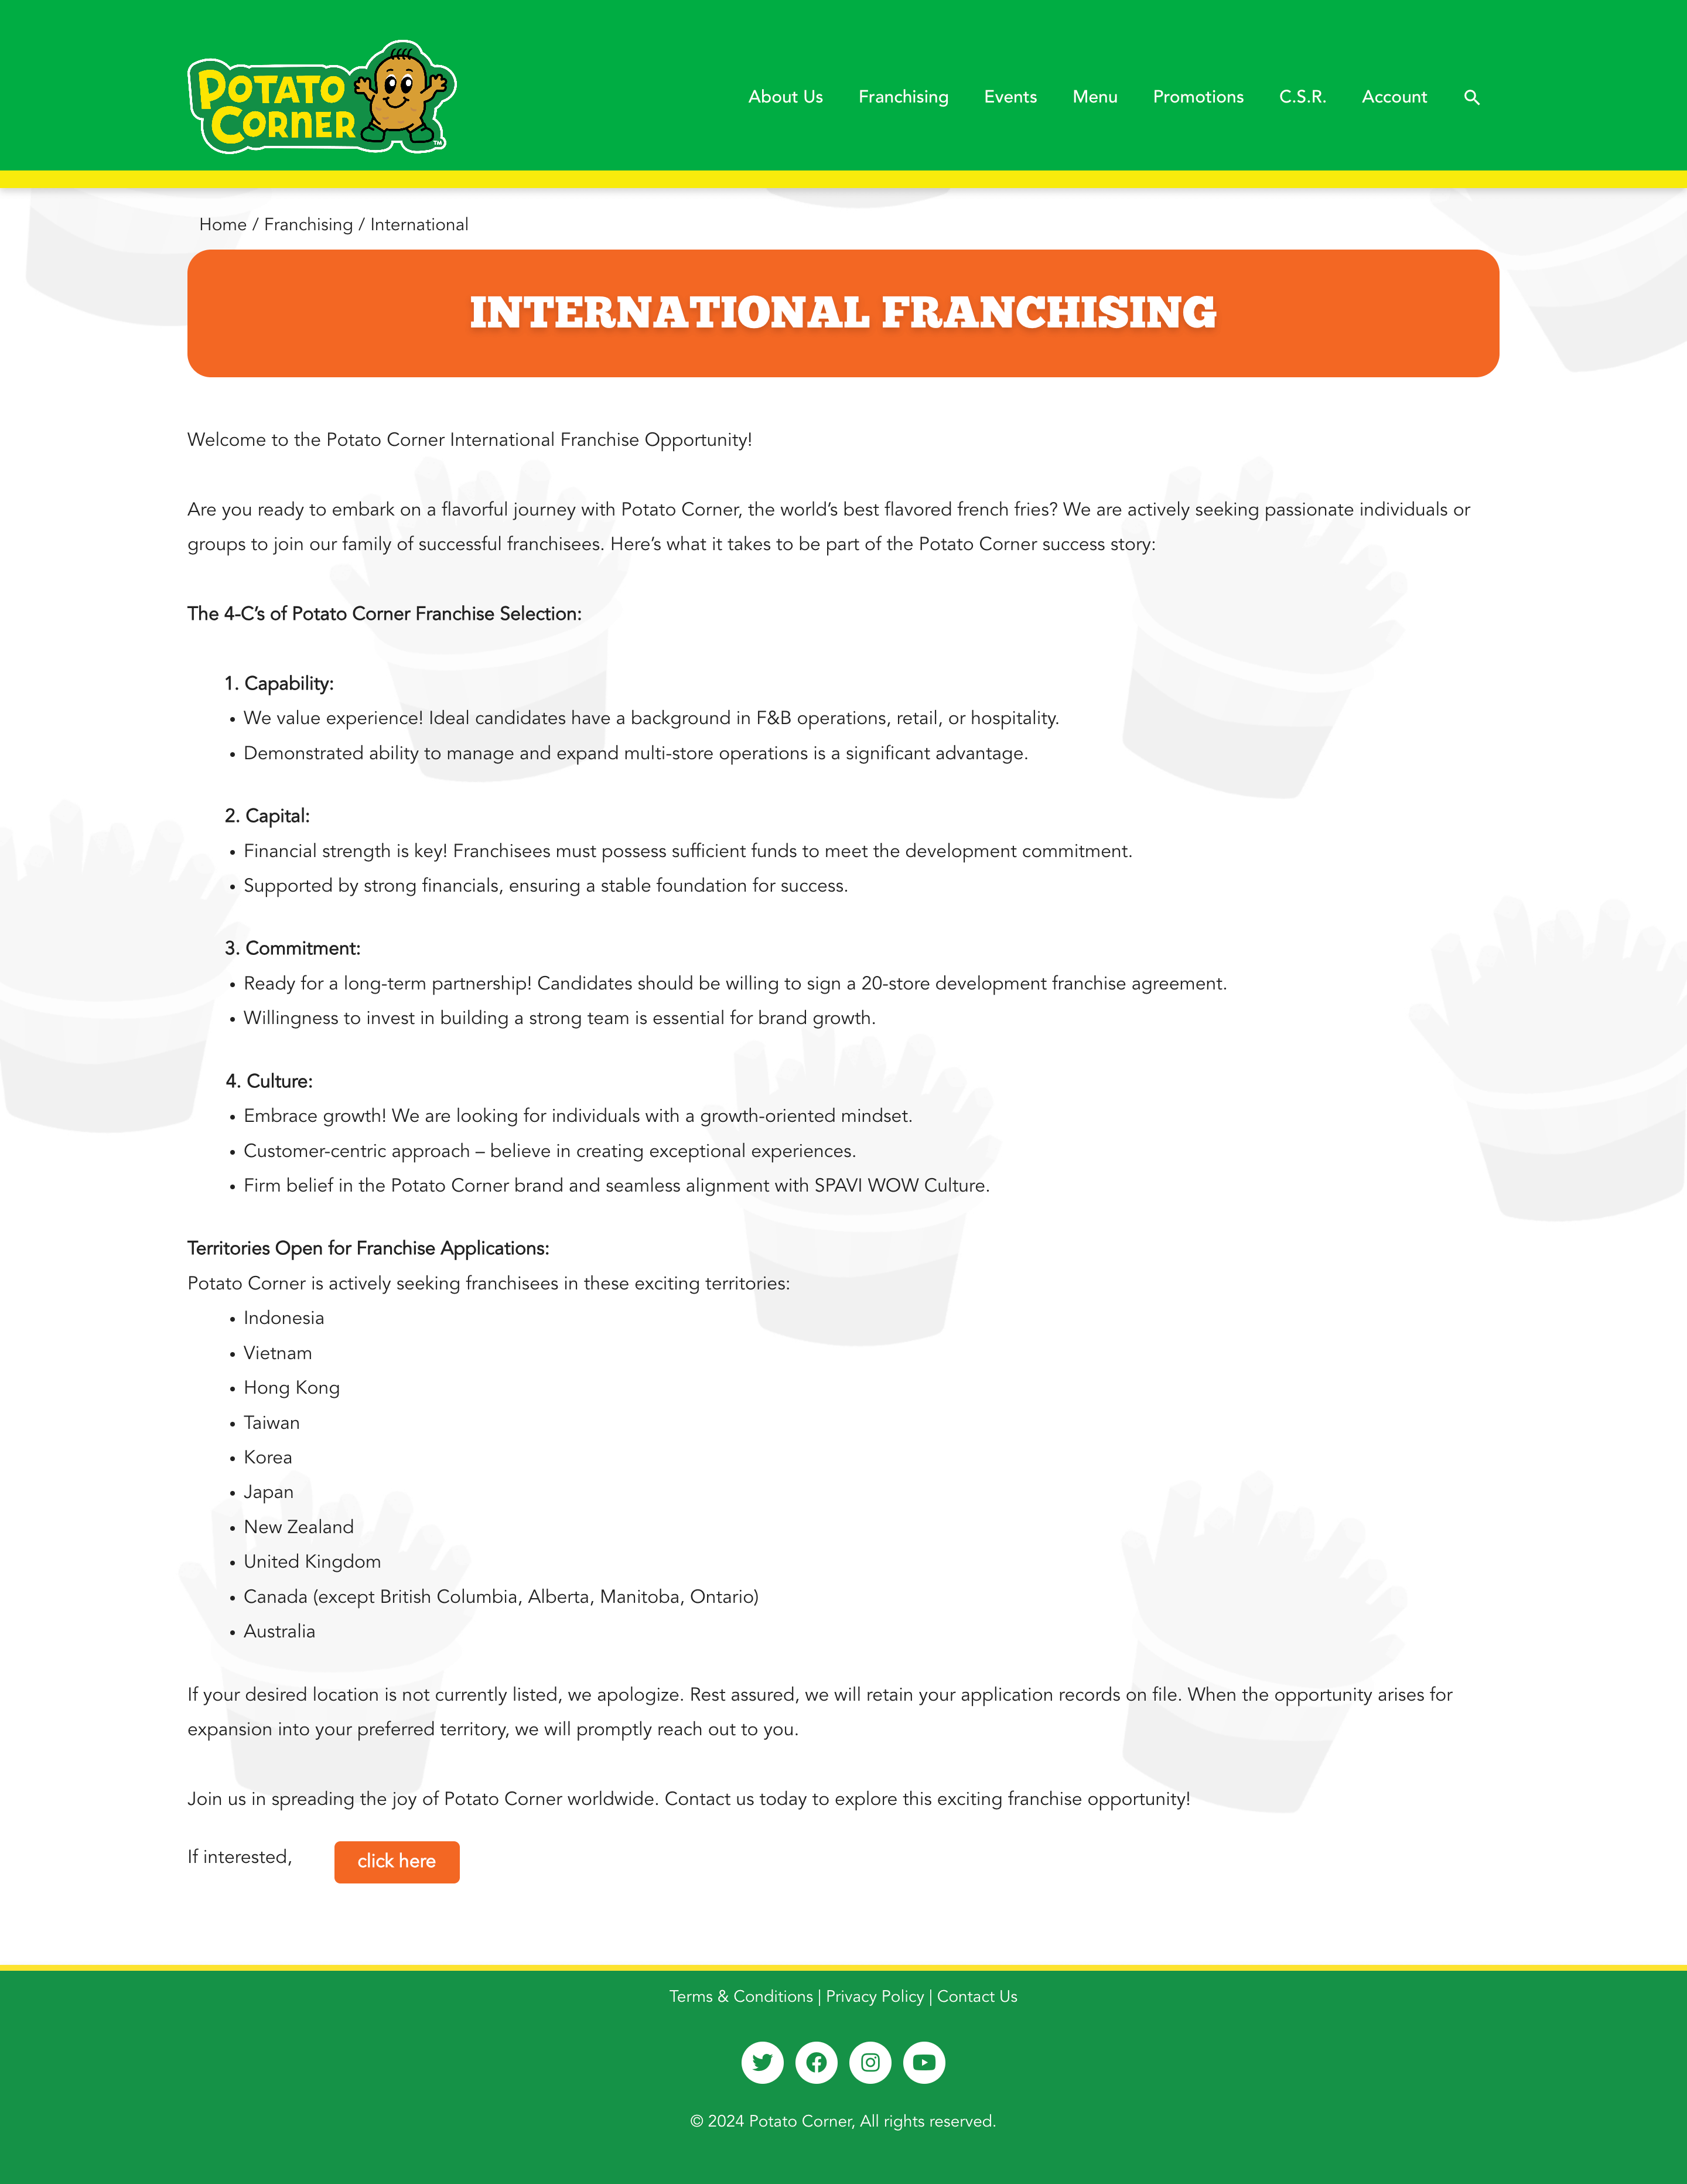 POTATO
CORNER
TM
About Us Franchising Events Menu Promotions C.S.R. Account
Home / Franchising / International
INTERNATIONAL FRANCHISING
Welcome to the Potato Corner International Franchise Opportunity!
Are you ready to embark on a flavorful journey with Potato Corner, the world’s best flavored french fries? We are actively seeking passionate individuals or
groups to join our family of successful franchisees. Here’s what it takes to be part of the Potato Corner success story:
The 4-C’s of Potato Corner Franchise Selection:
1. Capability:
• We value experience! Ideal candidates have a background in F&B operations, retail, or hospitality.
• Demonstrated ability to manage and expand multi-store operations is a significant advantage.
2. Capital:
• Financial strength is key! Franchisees must possess sufficient funds to meet the development commitment.
• Supported by strong financials, ensuring a stable foundation for success.
3. Commitment:
• Ready for a long-term partnership! Candidates should be willing to sign a 20-store development franchise agreement.
• Willingness to invest in building a strong team is essential for brand growth.
4. Culture:
• Embrace growth! We are looking for individuals with a growth-oriented mindset.
• Customer-centric approach – believe in creating exceptional experiences.
• Firm belief in the Potato Corner brand and seamless alignment with SPAVI WOW Culture.
Territories Open for Franchise Applications:
Potato Corner is actively seeking franchisees in these exciting territories:
• Indonesia
• Vietnam
• Hong Kong
• Taiwan
• Korea
• Japan
• New Zealand
• United Kingdom
• Canada (except British Columbia, Alberta, Manitoba, Ontario)
• Australia
If your desired location is not currently listed, we apologize. Rest assured, we will retain your application records on file. When the opportunity arises for
expansion into your preferred territory, we will promptly reach out to you.
Join us in spreading the joy of Potato Corner worldwide. Contact us today to explore this exciting franchise opportunity!
If interested, click here
Terms & Conditions | Privacy Policy | Contact Us
© 2024 Potato Corner, All rights reserved.